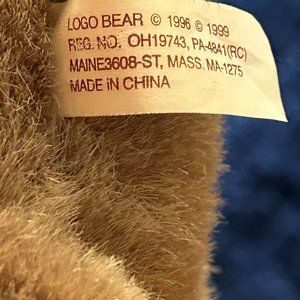 LOGO BEAR © 1996 © 1999
REG. NO. OH19743, PA-4841(RC)
MAINE3608-ST, MASS. MA-1275
MADE IN CHINA